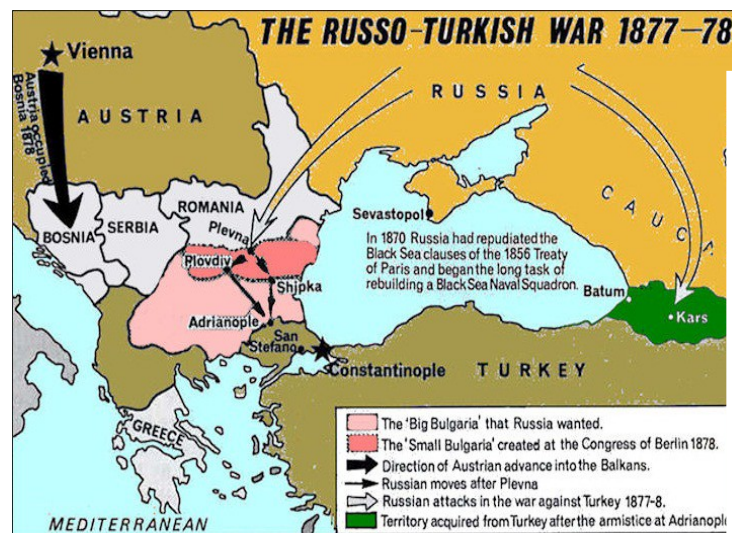 THE RUSSO-TURKISH WAR 1877–78
Vienna
Austria occupied
Bosnia 1878
AUSTRIA
RUSSIA
ROMANIA
BOSNIA
SERBIA
Plevna
Plovdiv
Shipka
Sevastopol
In 1870 Russia had repudiated the
Black Sea clauses of the 1856 Treaty
of Paris and began the long task of
rebuilding a Black Sea Naval Squadron.
CAUC
Batum
Kars
Adrianople
San
Stefano
Constantinople
TURKEY
GREECE
MEDITERRANEAN
The 'Big Bulgaria' that Russia wanted.
The 'Small Bulgaria' created at the Congress of Berlin 1878.
Direction of Austrian advance into the Balkans.
Russian moves after Plevna
Russian attacks in the war against Turkey 1877-8.
Territory acquired from Turkey after the armistice at Adrianopl